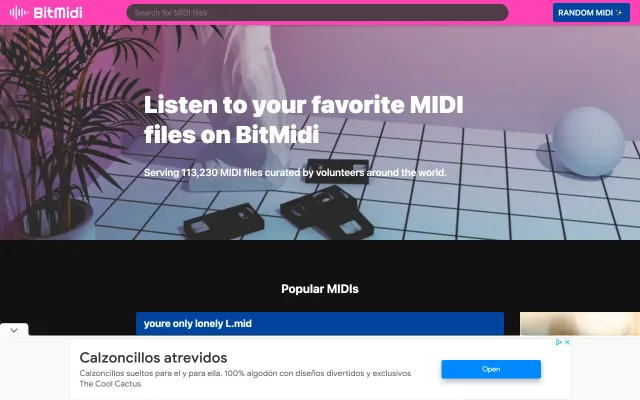 BitMidi
Search for MIDI files
RANDOM MIDI
Listen to your favorite MIDI
files on BitMidi
Serving 113,230 MIDI files curated by volunteers around the world.
Popular MIDIs
youre only lonely L.mid
Calzoncillos atrevidos
Calzoncillos sueltos para el y para ella. 100% algodón con diseños divertidos y exclusivos
The Cool Cactus
Open